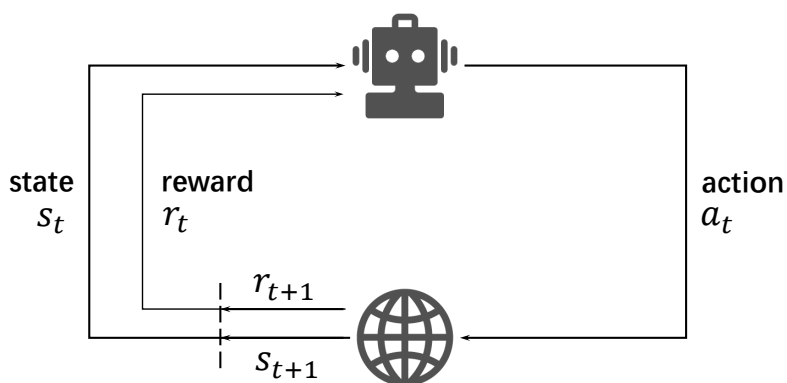 state
s_t
reward
r_t
action
a_t
r_{t+1}
s_{t+1}